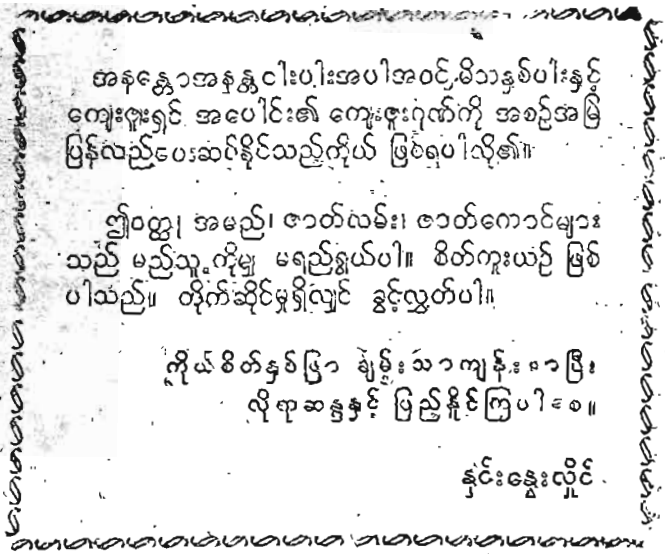 အနန္တောအနန္တငါးပါးအပါအဝင် မိသနှစ်ပါးနှင့်
ကျေးဇူးရှင် အပေါင်း၏ ကျေးဇူးဂုဏ်ကို အစဉ်အမြဲ
ပြန်လည်ပေးဆပ်နိုင်သည့်ကိုယ် ဖြစ်ရပါလို၏။
ဤဝတ္ထု အမည်၊ ဇာတ်လမ်း၊ ဇာတ်ကောင်များ
သည် မည်သူ့ကိုမျှ မရည်ရွယ်ပါ။ စိတ်ကူးယဉ် ဖြစ်
ပါသည်။ တိုက်ဆိုင်မှုရှိလျှင် ခွင့်လွှတ်ပါ။
ကိုယ်စိတ်နှစ်ဖြာ ချမ်းသာကျန်းမာပြီး
လိုရာဆန္ဒနှင့် ပြည့်နိုင်ကြပါစေ။
နှင်းနွေးလှိုင်